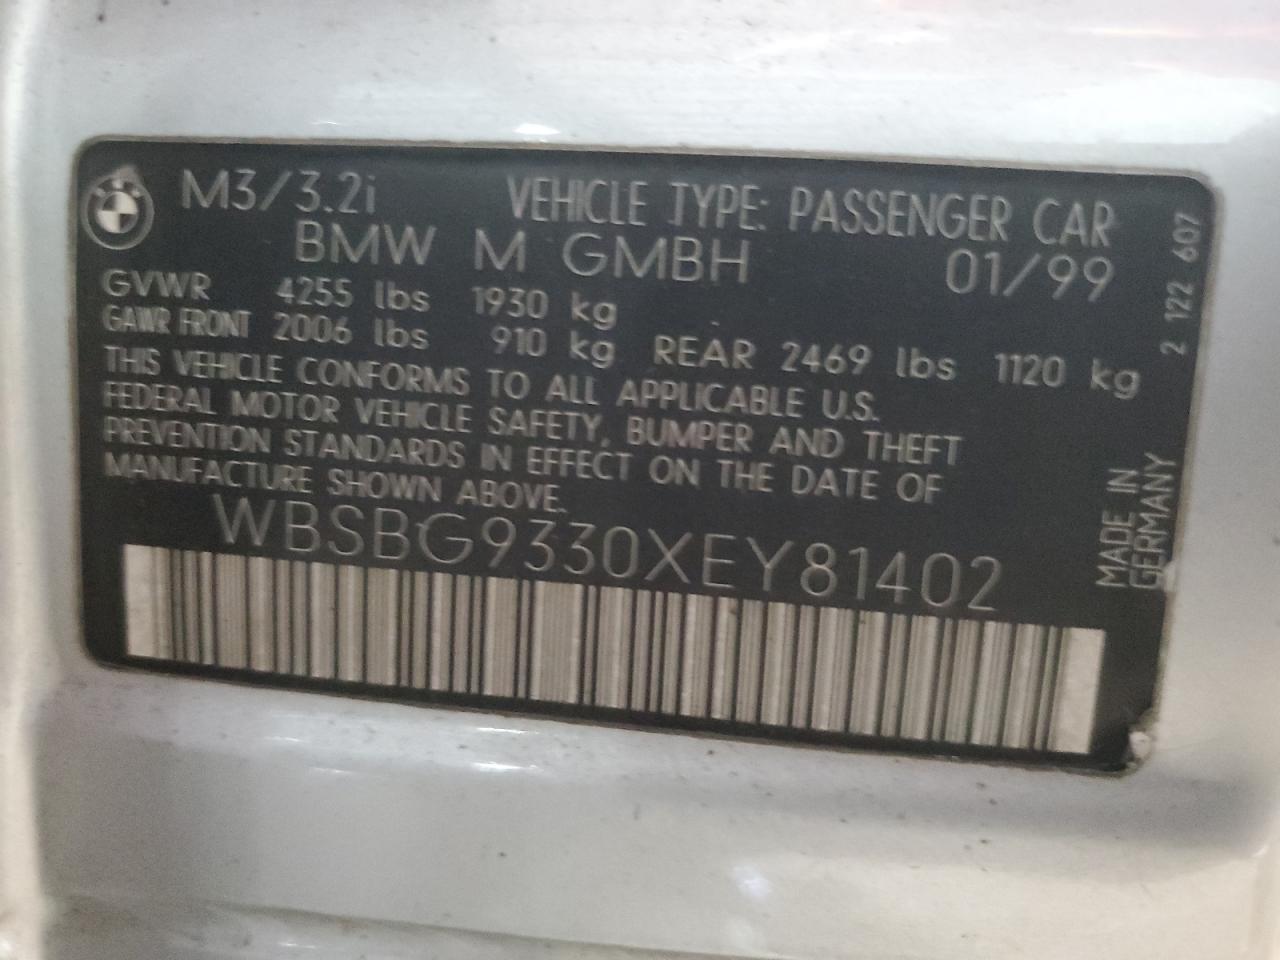 M3/3.2i VEHICLE TYPE: PASSENGER CAR
BMW M GMBH 01/99
GVWR 4255 lbs 1930 kg
GAWR FRONT 2006 lbs 910 kg REAR 2469 lbs 1120 kg
THIS VEHICLE CONFORMS TO ALL APPLICABLE U.S.
FEDERAL MOTOR VEHICLE SAFETY, BUMPER AND THEFT
PREVENTION STANDARDS IN EFFECT ON THE DATE OF
MANUFACTURE SHOWN ABOVE.
WBSBG9330XEY81402
MADE IN
GERMANY
2 122 607